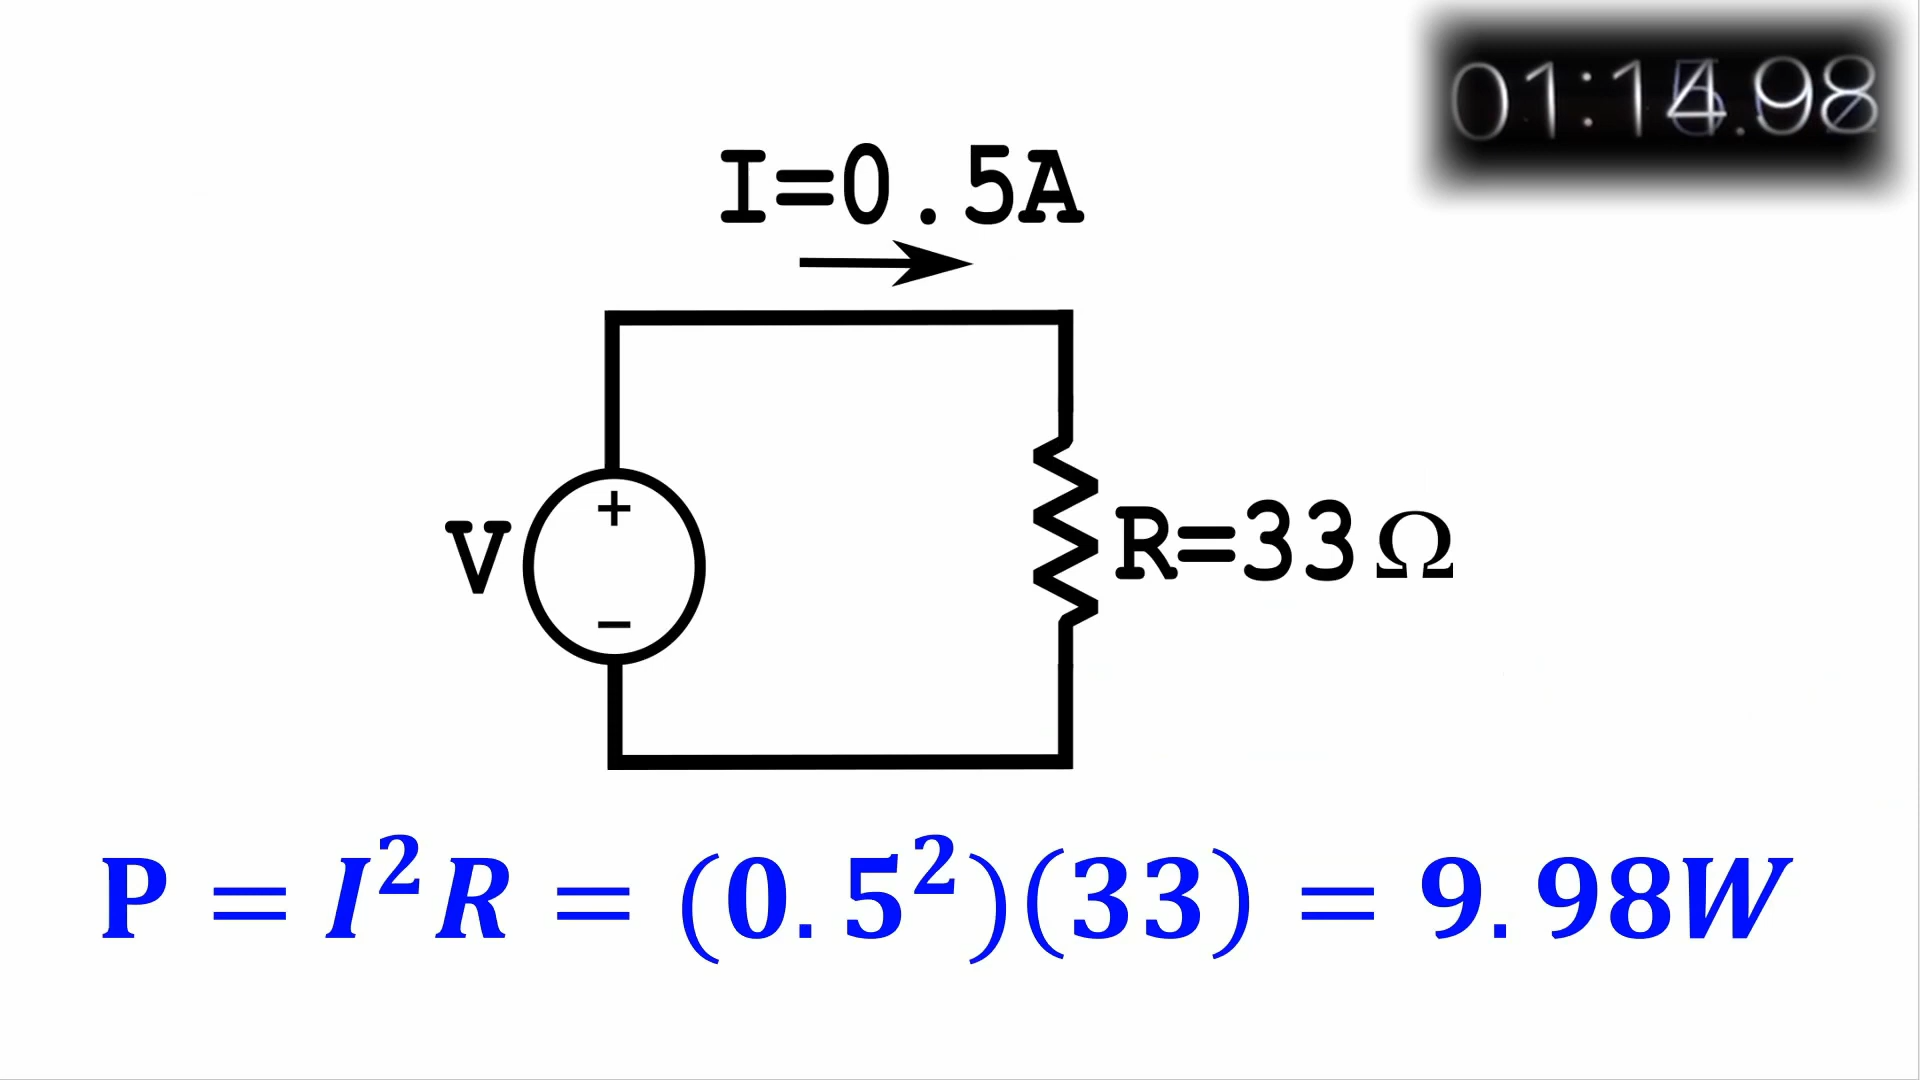 01:14.98
I=0.5A
V
+
−
R=33Ω
P = I²R = (0.5²)(33) = 9.98W